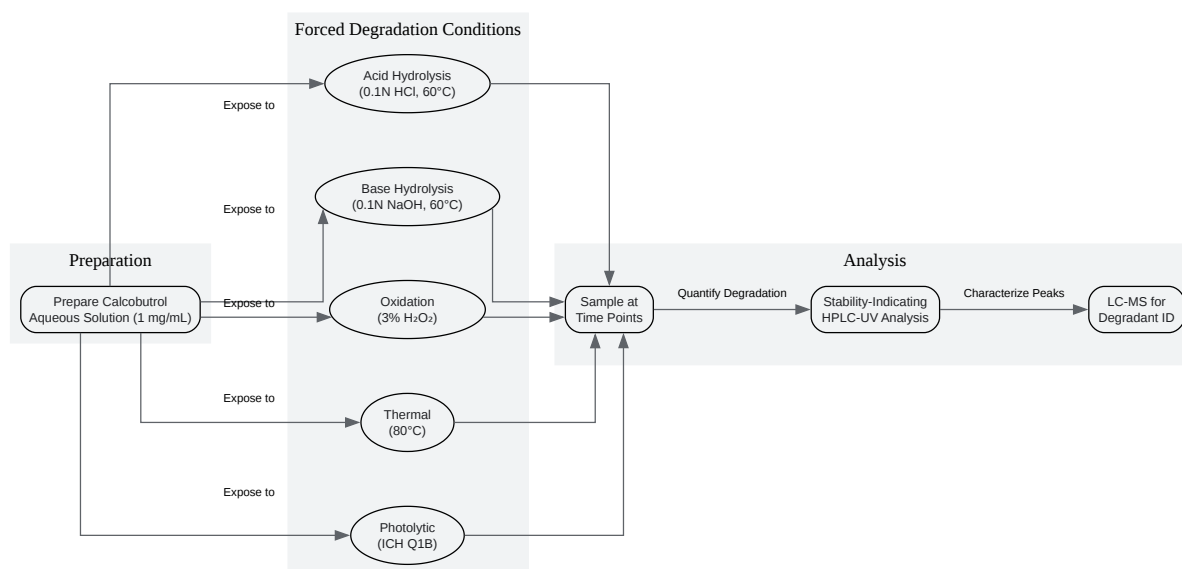 Forced Degradation Conditions
Acid Hydrolysis
(0.1N HCl, 60°C)
Expose to
Base Hydrolysis
(0.1N NaOH, 60°C)
Expose to
Preparation
Prepare Calcobutrol
Aqueous Solution (1 mg/mL)
Expose to
Oxidation
(3% H₂O₂)
Expose to
Thermal
(80°C)
Expose to
Photolytic
(ICH Q1B)
Analysis
Sample at
Time Points
Quantify Degradation
Stability-Indicating
HPLC-UV Analysis
Characterize Peaks
LC-MS for
Degradant ID